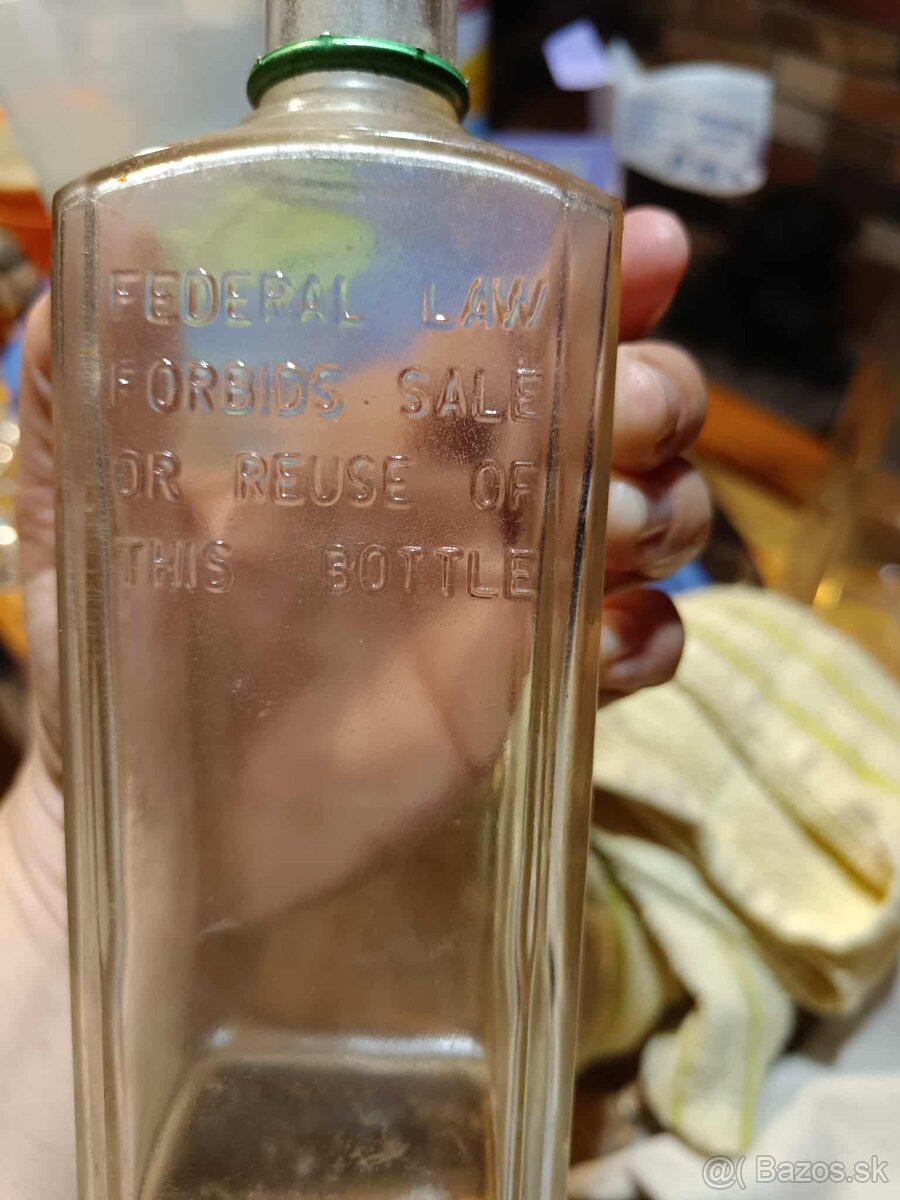 FEDERAL LAW
FORBIDS SALE
OR REUSE OF
THIS BOTTLE
@( Bazos.sk